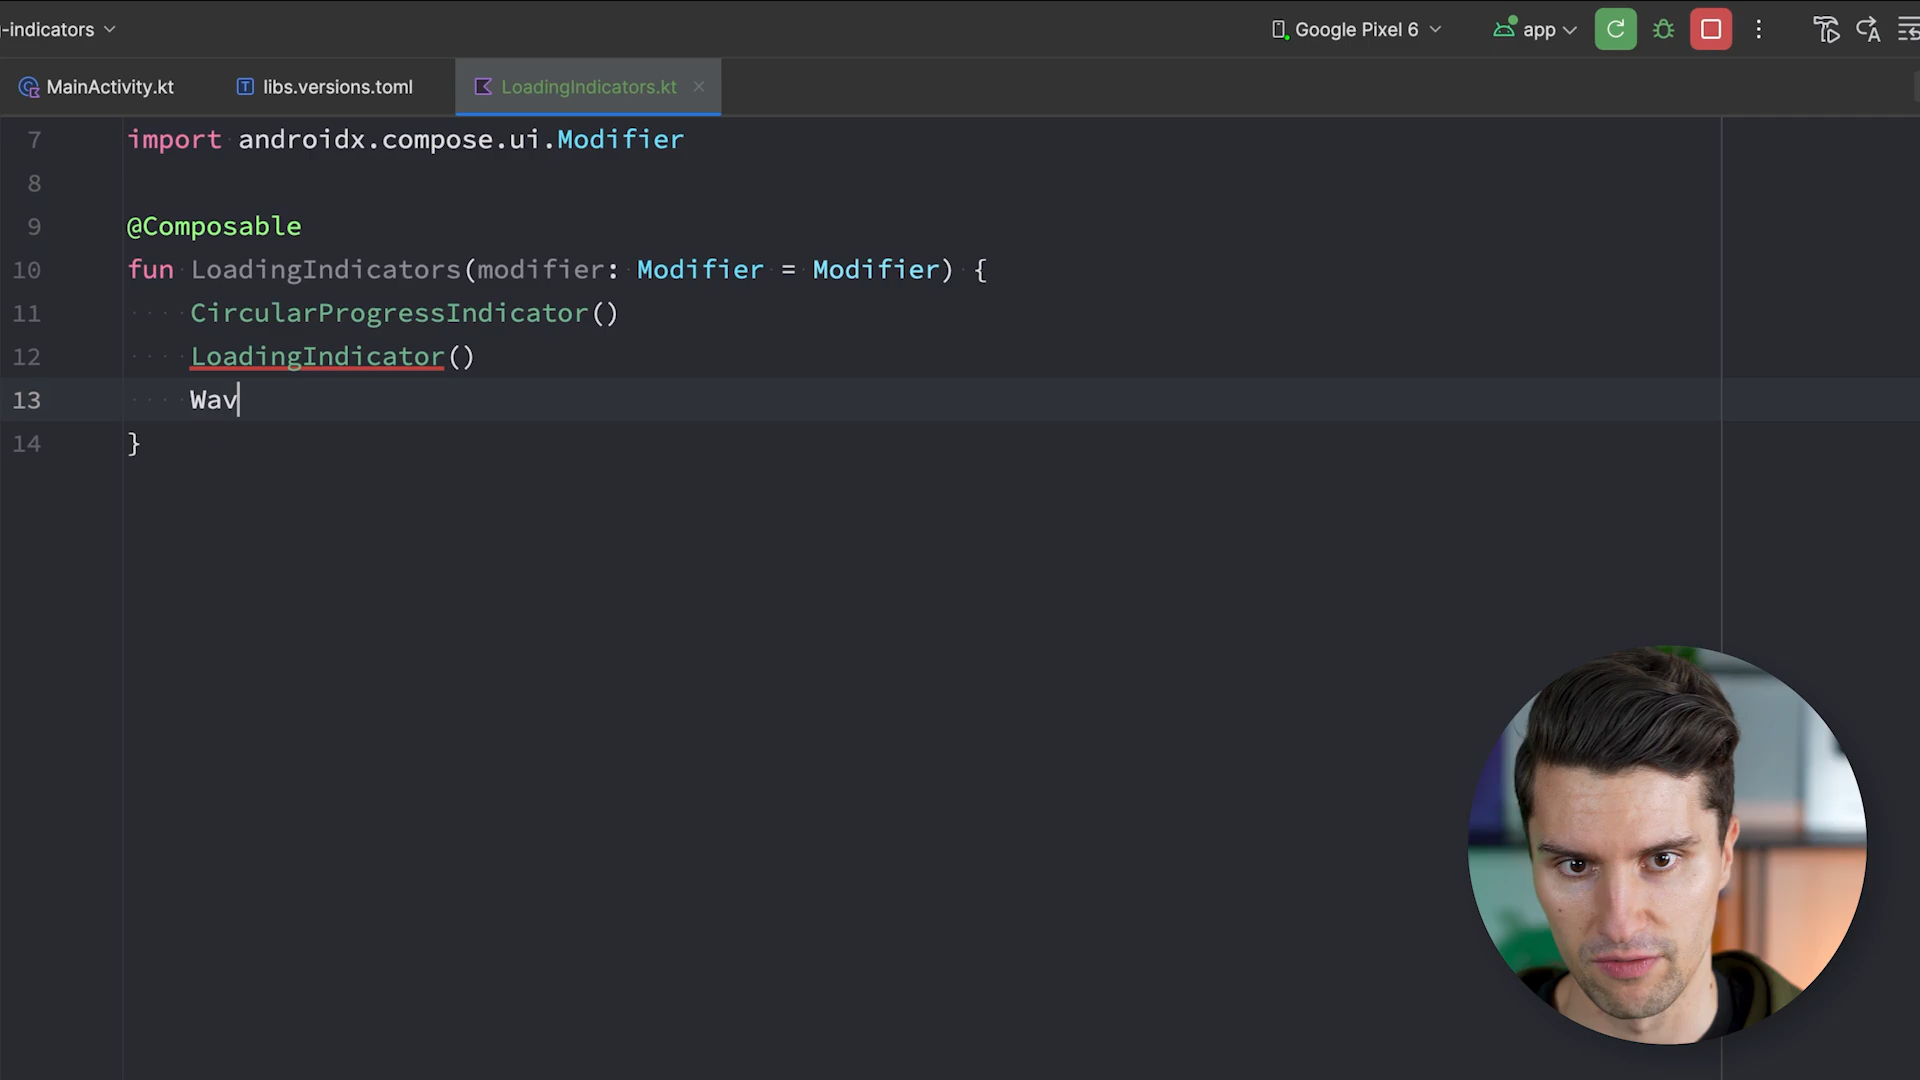 -indicators
Google Pixel 6
app
MainActivity.kt
libs.versions.toml
LoadingIndicators.kt
7 import androidx.compose.ui.Modifier
8
9 @Composable
10 fun LoadingIndicators(modifier: Modifier = Modifier) {
11 CircularProgressIndicator()
12 LoadingIndicator()
13 Wav
14 }